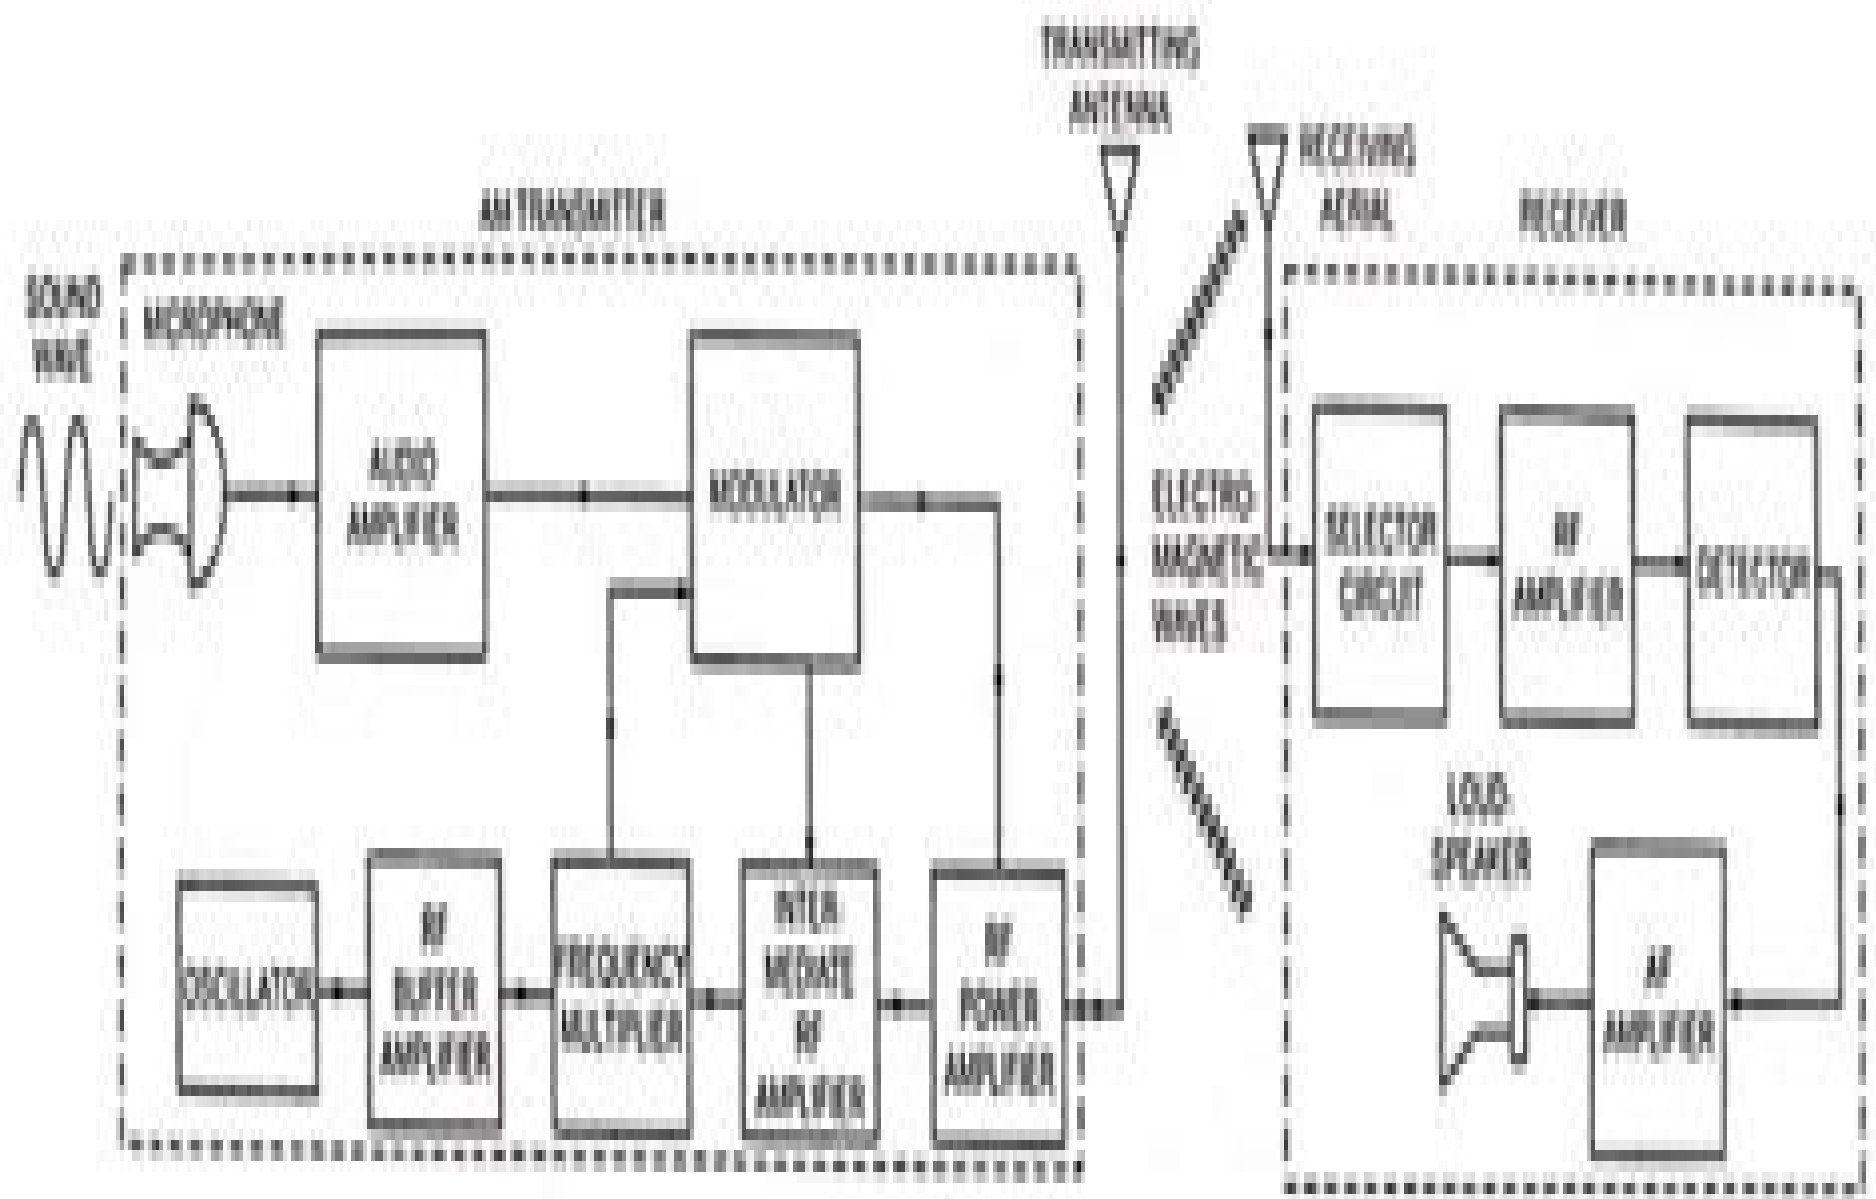 TRANSMITTING
ANTENNA
RECEIVING
AERIAL
AM TRANSMITTER
RECEIVER
SOUND
WAVE
MICROPHONE
AUDIO
AMPLIFIER
MODULATOR
ELECTRO
MAGNETIC
WAVES
SELECTOR
CIRCUIT
RF
AMPLIFIER
DETECTOR
LOUD-
SPEAKER
OSCILLATOR
RF
BUFFER
AMPLIFIER
FREQUENCY
MULTIPLIER
INTER
MEDIATE
RF
AMPLIFIER
RF
POWER
AMPLIFIER
AF
AMPLIFIER